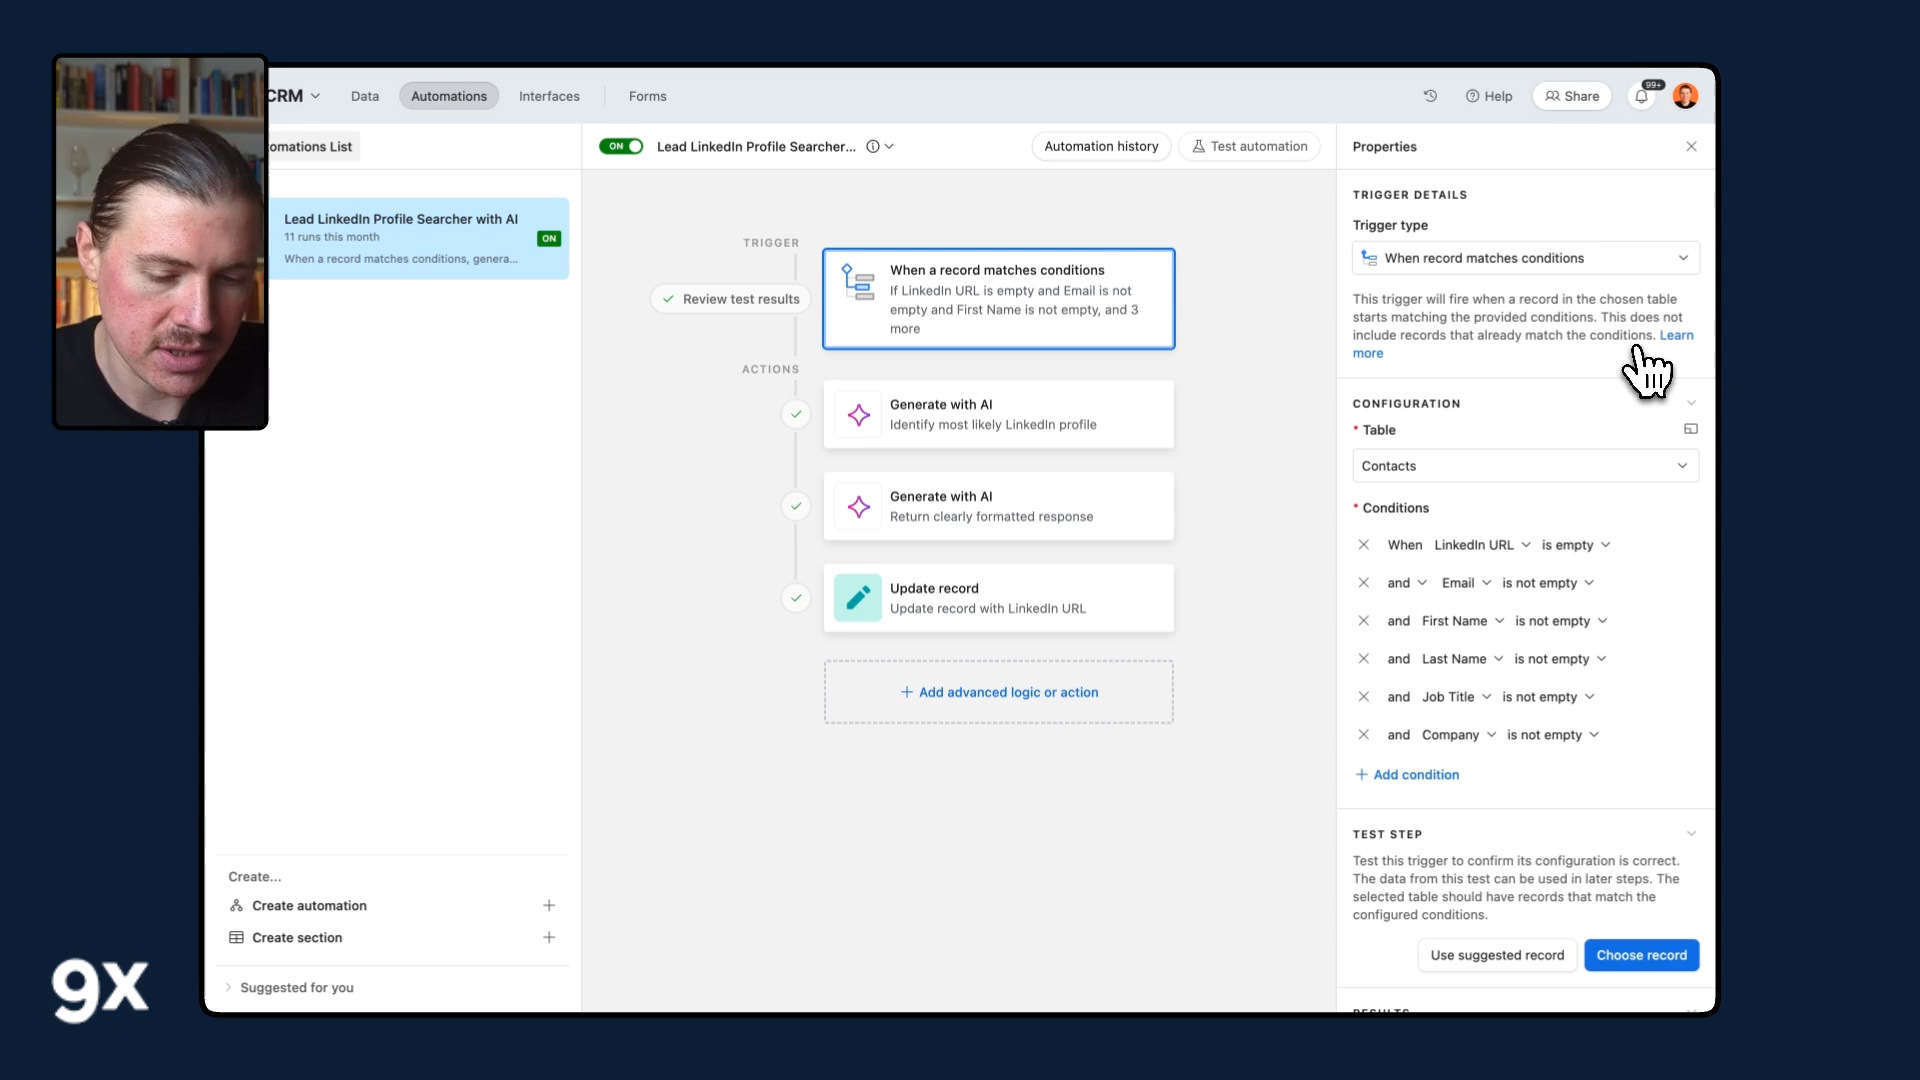 CRM
Data
Automations
Interfaces
Forms
Help
Share
99+
omations List
ON
Lead LinkedIn Profile Searcher...
Automation history
Test automation
Properties
Lead LinkedIn Profile Searcher with AI
11 runs this month
When a record matches conditions, genera...
ON
TRIGGER
Review test results
When a record matches conditions
If LinkedIn URL is empty and Email is not
empty and First Name is not empty, and 3
more
ACTIONS
Generate with AI
Identify most likely LinkedIn profile
Generate with AI
Return clearly formatted response
Update record
Update record with LinkedIn URL
+ Add advanced logic or action
TRIGGER DETAILS
Trigger type
When record matches conditions
This trigger will fire when a record in the chosen table
starts matching the provided conditions. This does not
include records that already match the conditions. Learn
more
CONFIGURATION
* Table
Contacts
* Conditions
When LinkedIn URL is empty
and Email is not empty
and First Name is not empty
and Last Name is not empty
and Job Title is not empty
and Company is not empty
+ Add condition
TEST STEP
Test this trigger to confirm its configuration is correct.
The data from this test can be used in later steps. The
selected table should have records that match the
configured conditions.
Use suggested record
Choose record
RESULTS
Create...
Create automation
Create section
Suggested for you
9x